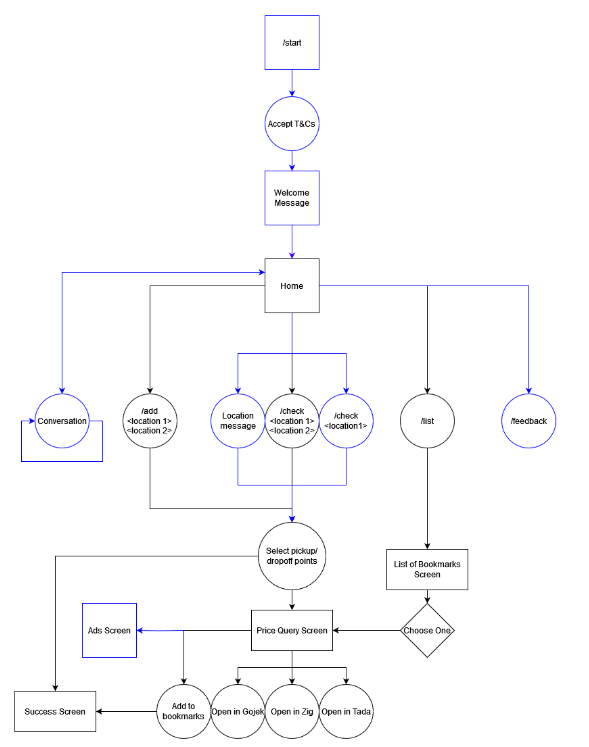 /start
Accept T&Cs
Welcome
Message
Home
Conversation
/add
<location 1>
<location 2>
Location
message
/check
<location 1>
<location 2>
/check
<location1>
/list
/feedback
Select pickup/
dropoff points
List of Bookmarks
Screen
Ads Screen
Price Query Screen
Choose One
Success Screen
Add to
bookmarks
Open in Gojek
Open in Zig
Open in Tada